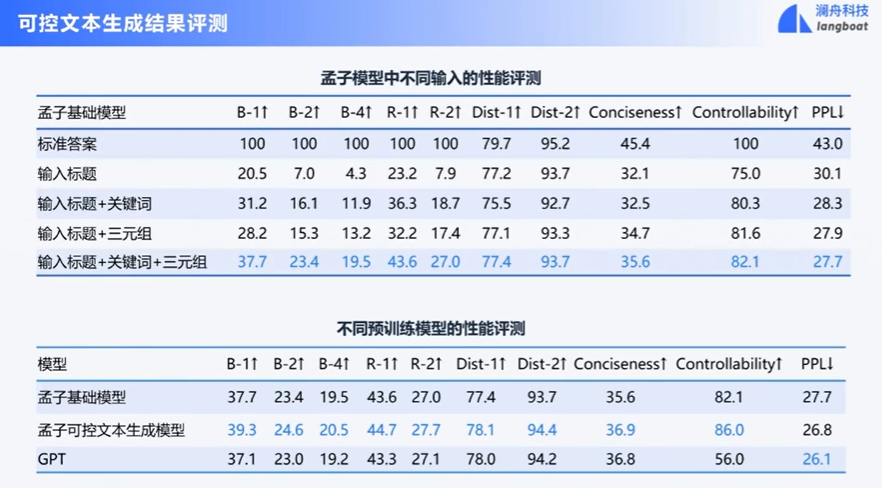 可控文本生成结果评测
澜舟科技
langboat
孟子模型中不同输入的性能评测
孟子基础模型 B-1↑ B-2↑ B-4↑ R-1↑ R-2↑ Dist-1↑ Dist-2↑ Conciseness↑ Controllability↑ PPL↓
标准答案 100 100 100 100 100 79.7 95.2 45.4 100 43.0
输入标题 20.5 7.0 4.3 23.2 7.9 77.2 93.7 32.1 75.0 30.1
输入标题+关键词 31.2 16.1 11.9 36.3 18.7 75.5 92.7 32.5 80.3 28.3
输入标题+三元组 28.2 15.3 13.2 32.2 17.4 77.1 93.3 34.7 81.6 27.9
输入标题+关键词+三元组 37.7 23.4 19.5 43.6 27.0 77.4 93.7 35.6 82.1 27.7
不同预训练模型的性能评测
模型 B-1↑ B-2↑ B-4↑ R-1↑ R-2↑ Dist-1↑ Dist-2↑ Conciseness↑ Controllability↑ PPL↓
孟子基础模型 37.7 23.4 19.5 43.6 27.0 77.4 93.7 35.6 82.1 27.7
孟子可控文本生成模型 39.3 24.6 20.5 44.7 27.7 78.1 94.4 36.9 86.0 26.8
GPT 37.1 23.0 19.2 43.3 27.1 78.0 94.2 36.8 56.0 26.1